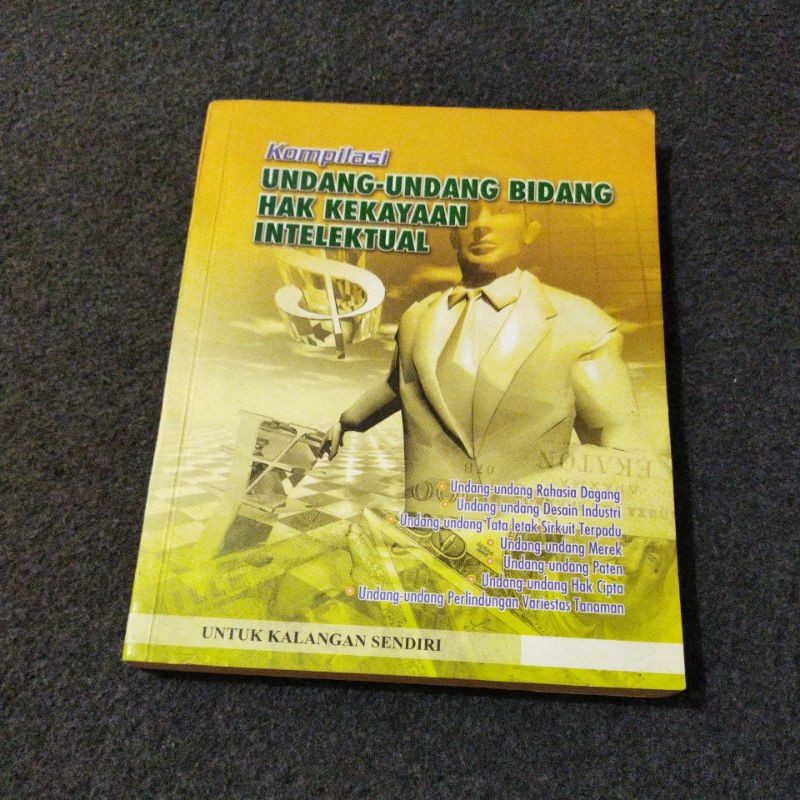 Kompilasi
UNDANG-UNDANG BIDANG
HAK KEKAYAAN
INTELEKTUAL
EKATON
07B
Undang-undang Rahasia Dagang
Undang-undang Desain Industri
Undang-undang Tata letak Sirkuit Terpadu
Undang-undang Merek
Undang-undang Paten
Undang-undang Hak Cipta
Undang-undang Perlindungan Variestas Tanaman
UNTUK KALANGAN SENDIRI